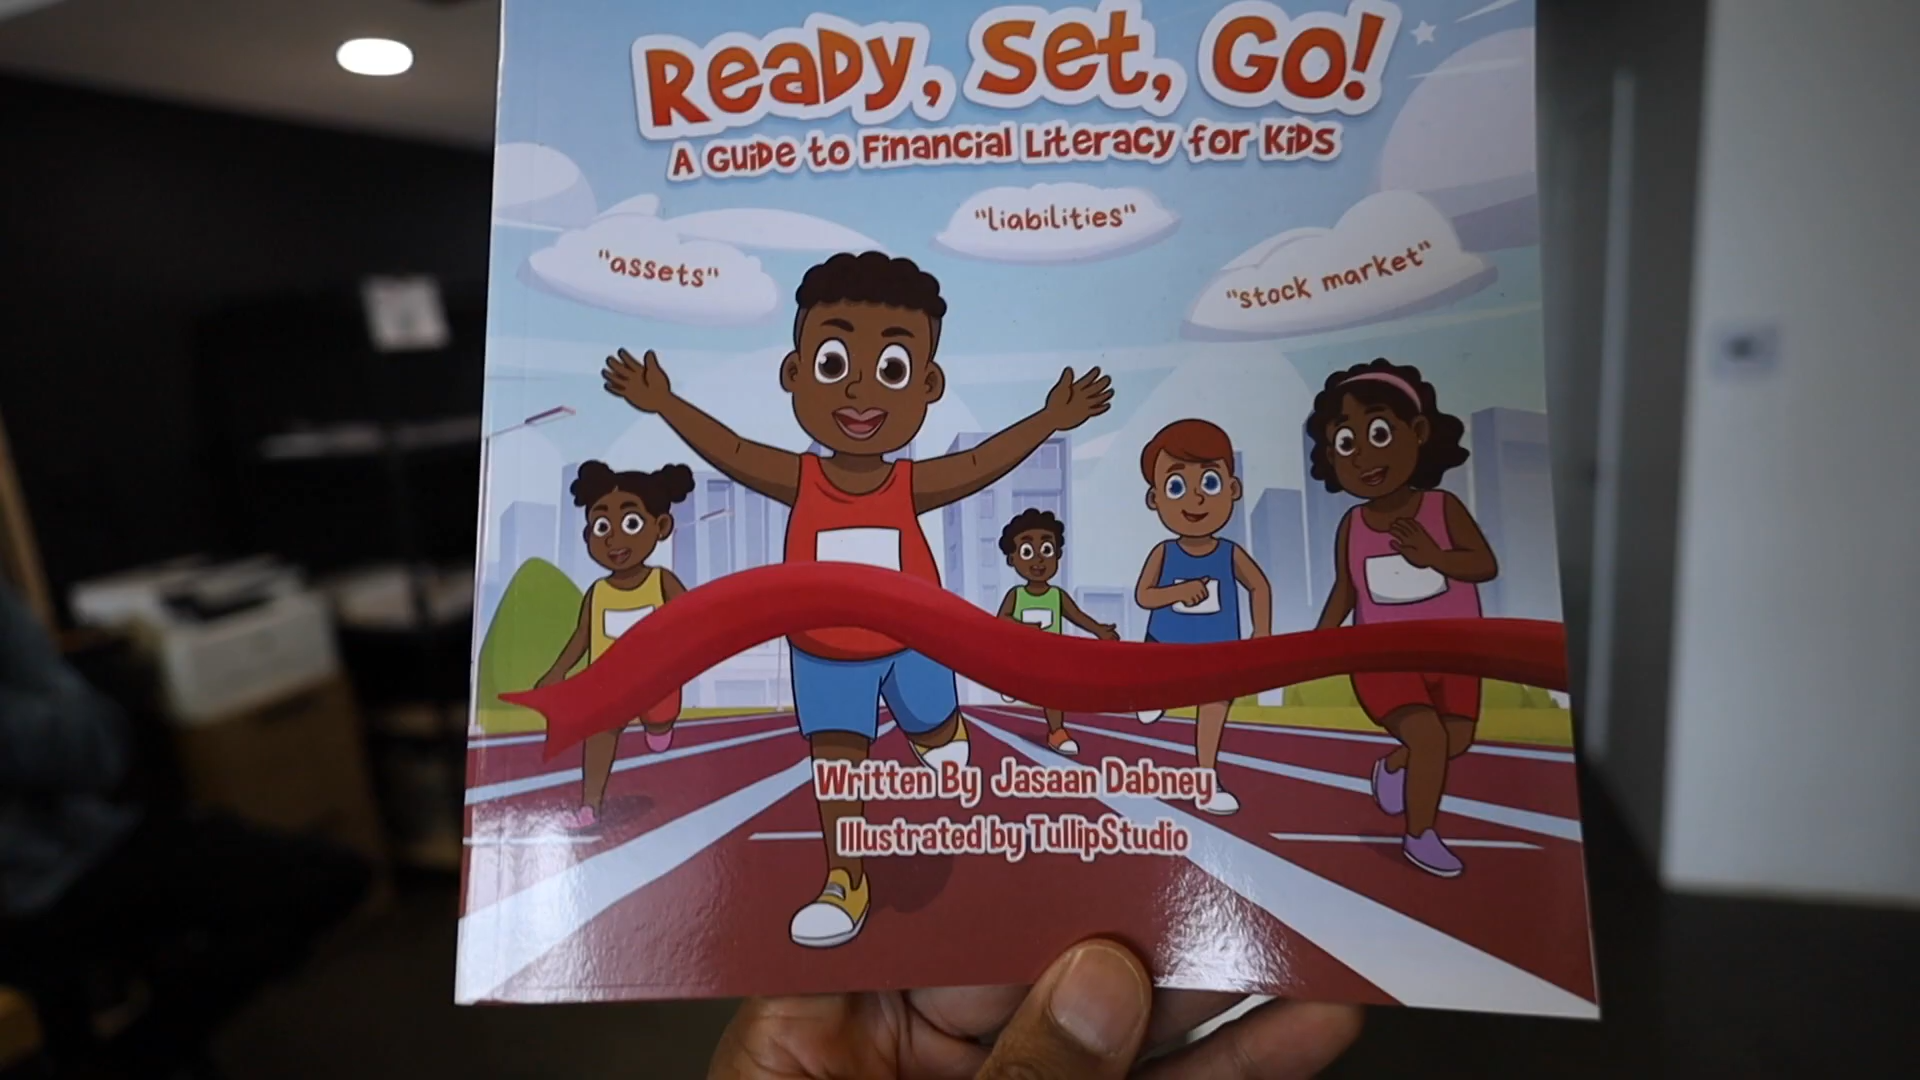 Ready, Set, Go!
A Guide to Financial Literacy for Kids
"liabilities"
"assets"
"stock market"
Written By Jasaan Dabney
Illustrated by TullipStudio